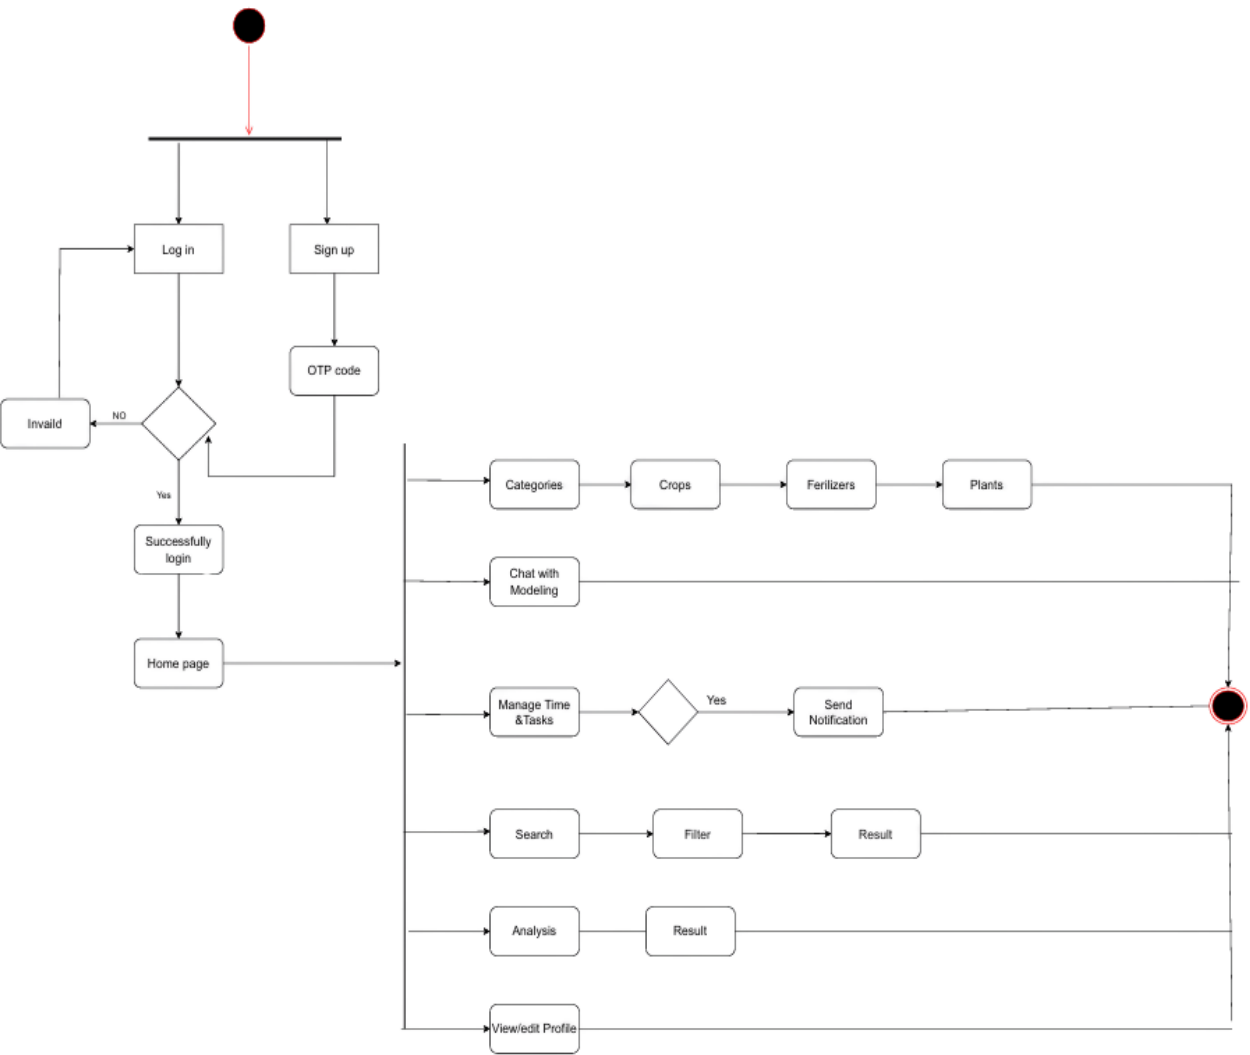 Log in
Sign up
OTP code
NO
Invaild
Yes
Successfully
login
Home page
Categories
Crops
Ferilizers
Plants
Chat with
Modeling
Manage Time
&Tasks
Yes
Send
Notification
Search
Filter
Result
Analysis
Result
View/edit Profile